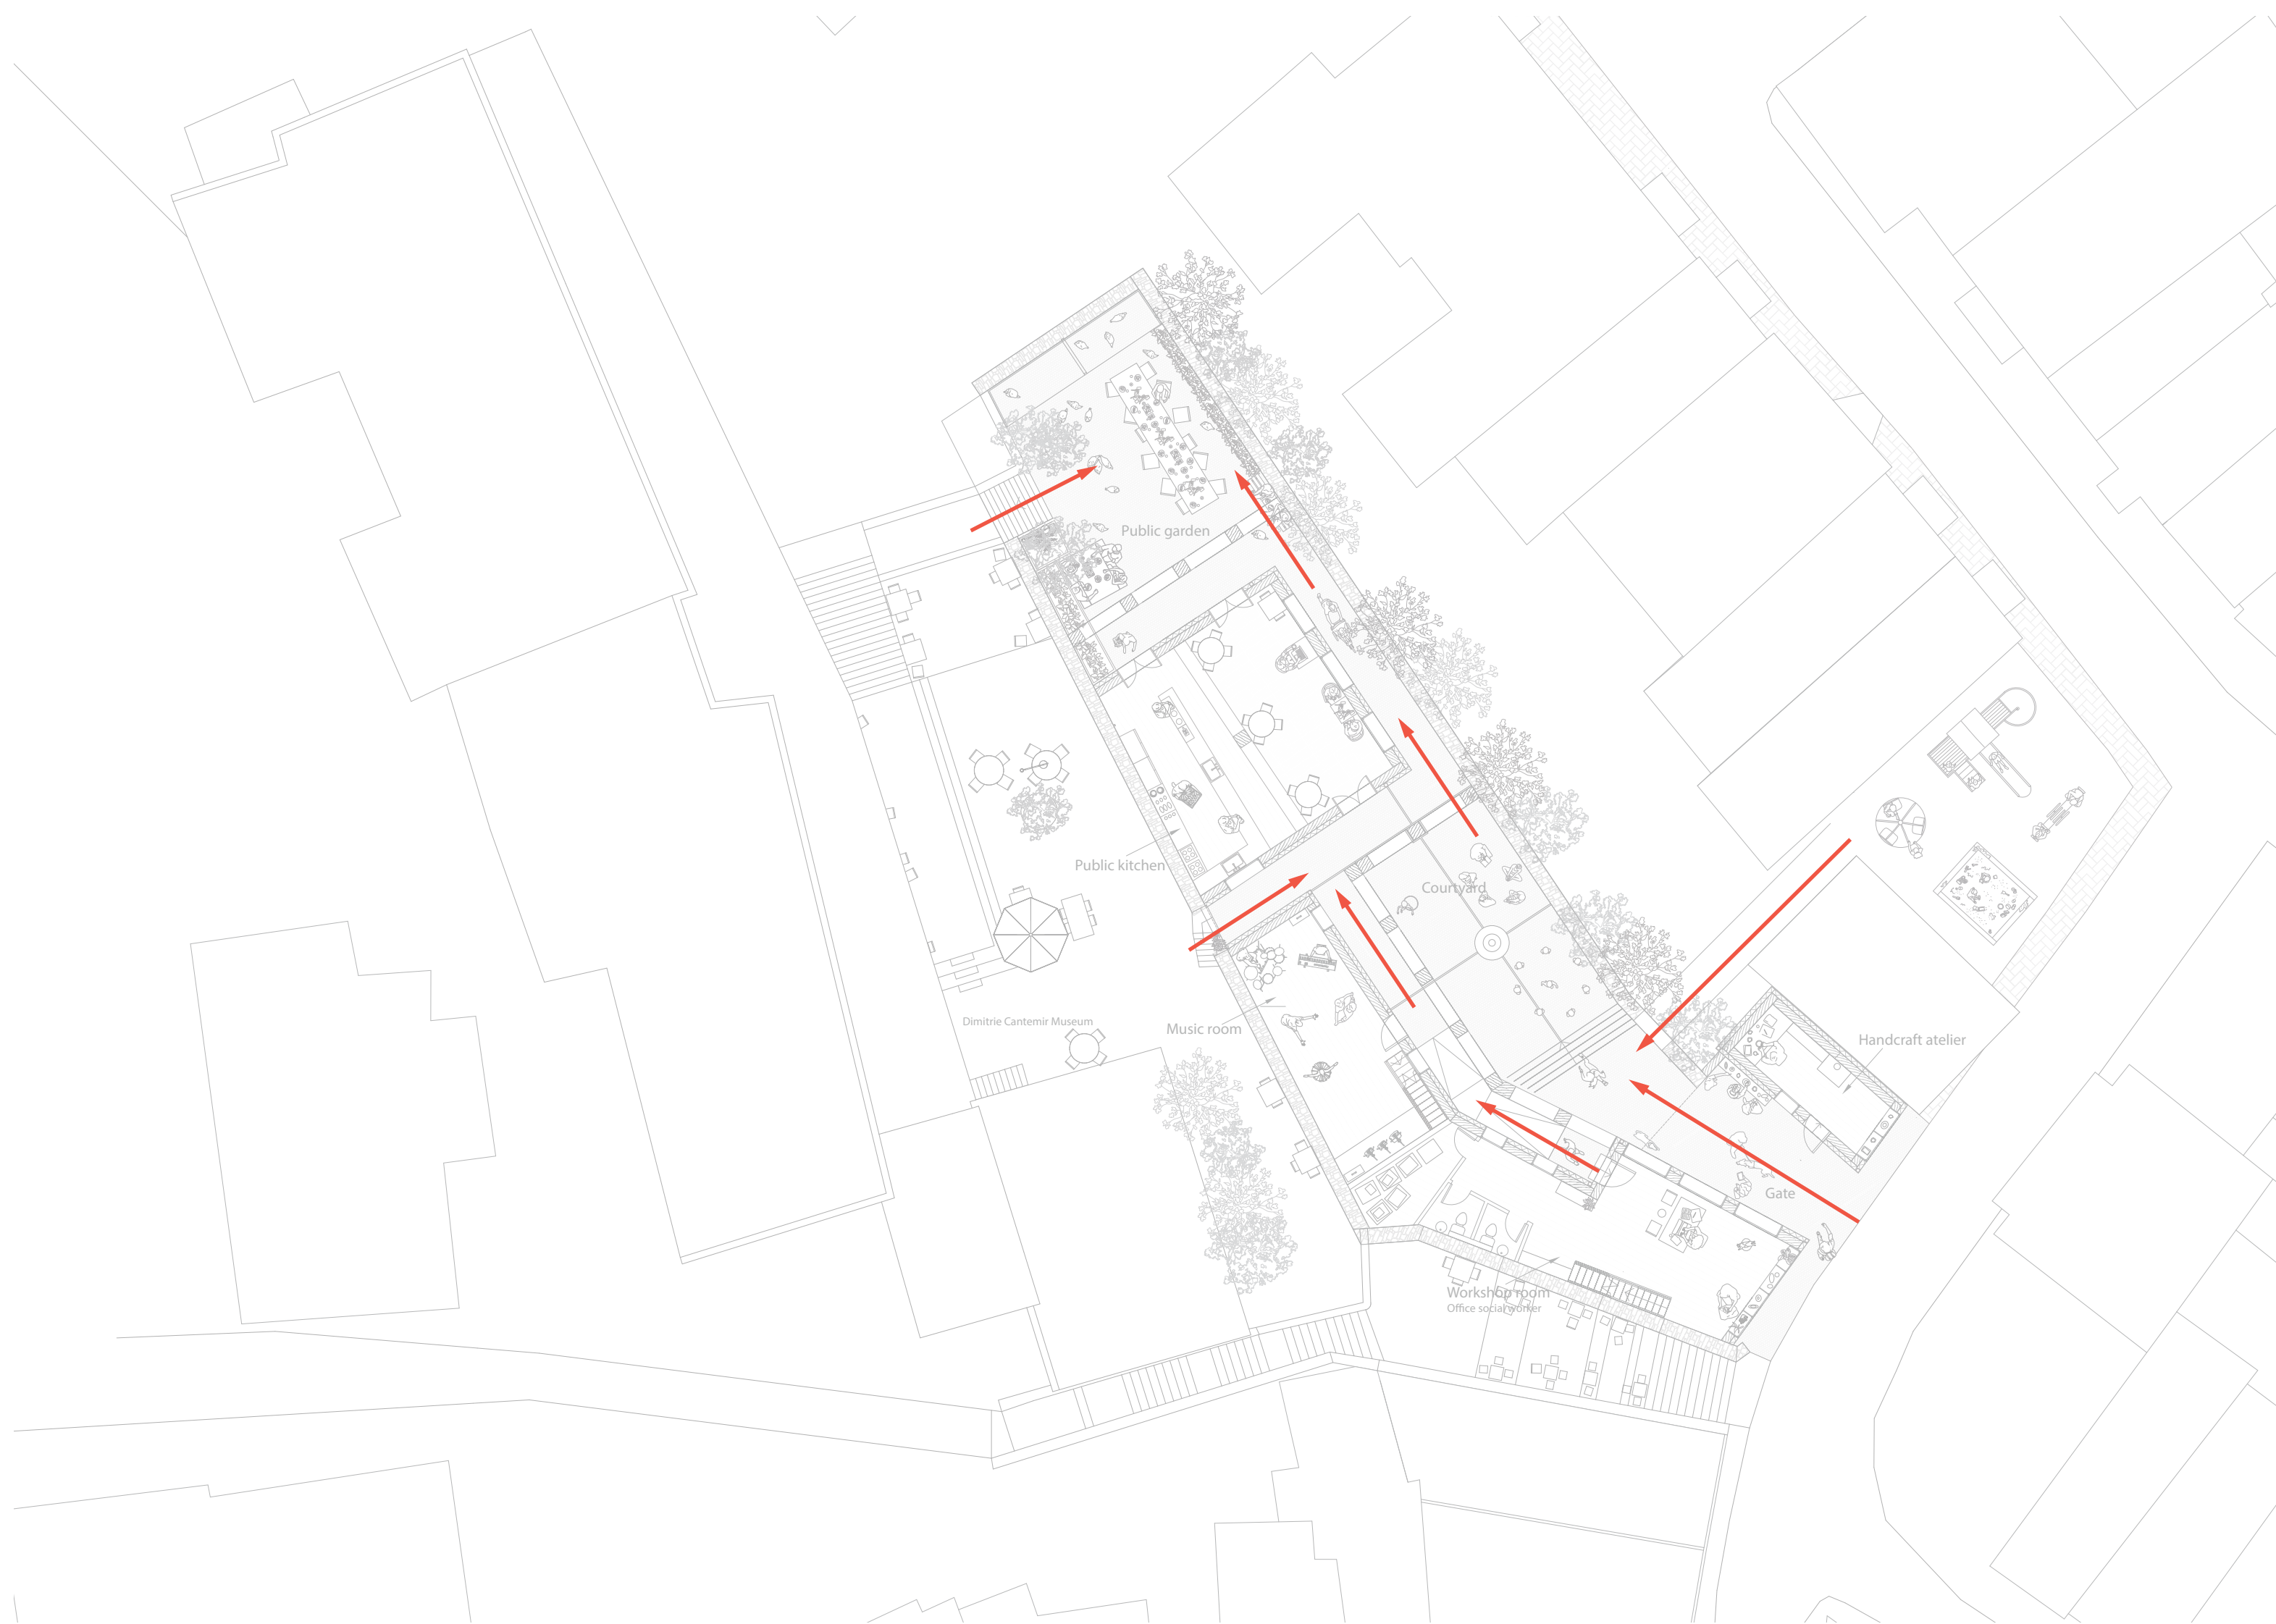 Public garden
Public kitchen
Courtyard
Dimitrie Cantemir Museum
Music room
Handcraft atelier
Gate
Workshop room
Office social worker